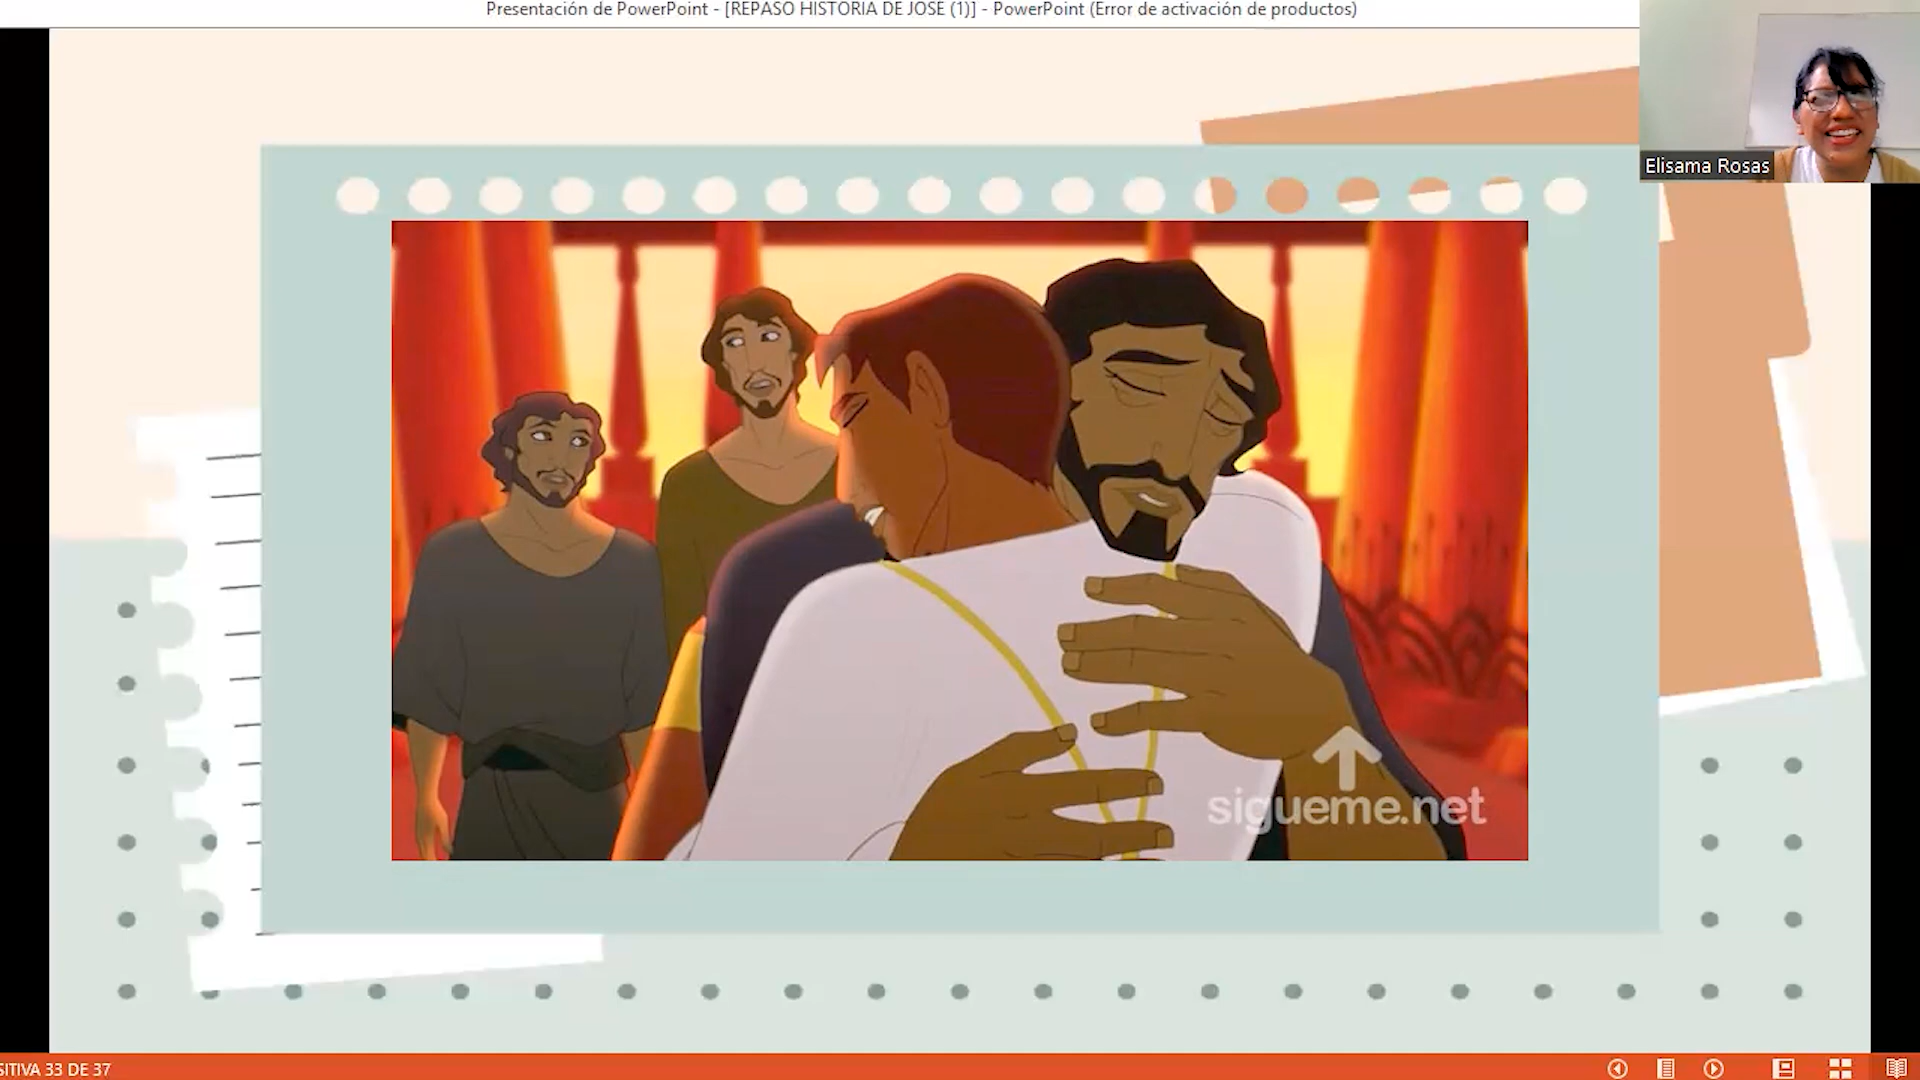 Presentación de PowerPoint - [REPASO HISTORIA DE JOSE (1)] - PowerPoint (Error de activación de productos)
Elisama Rosas
sigueme.net
SITIVA 33 DE 37